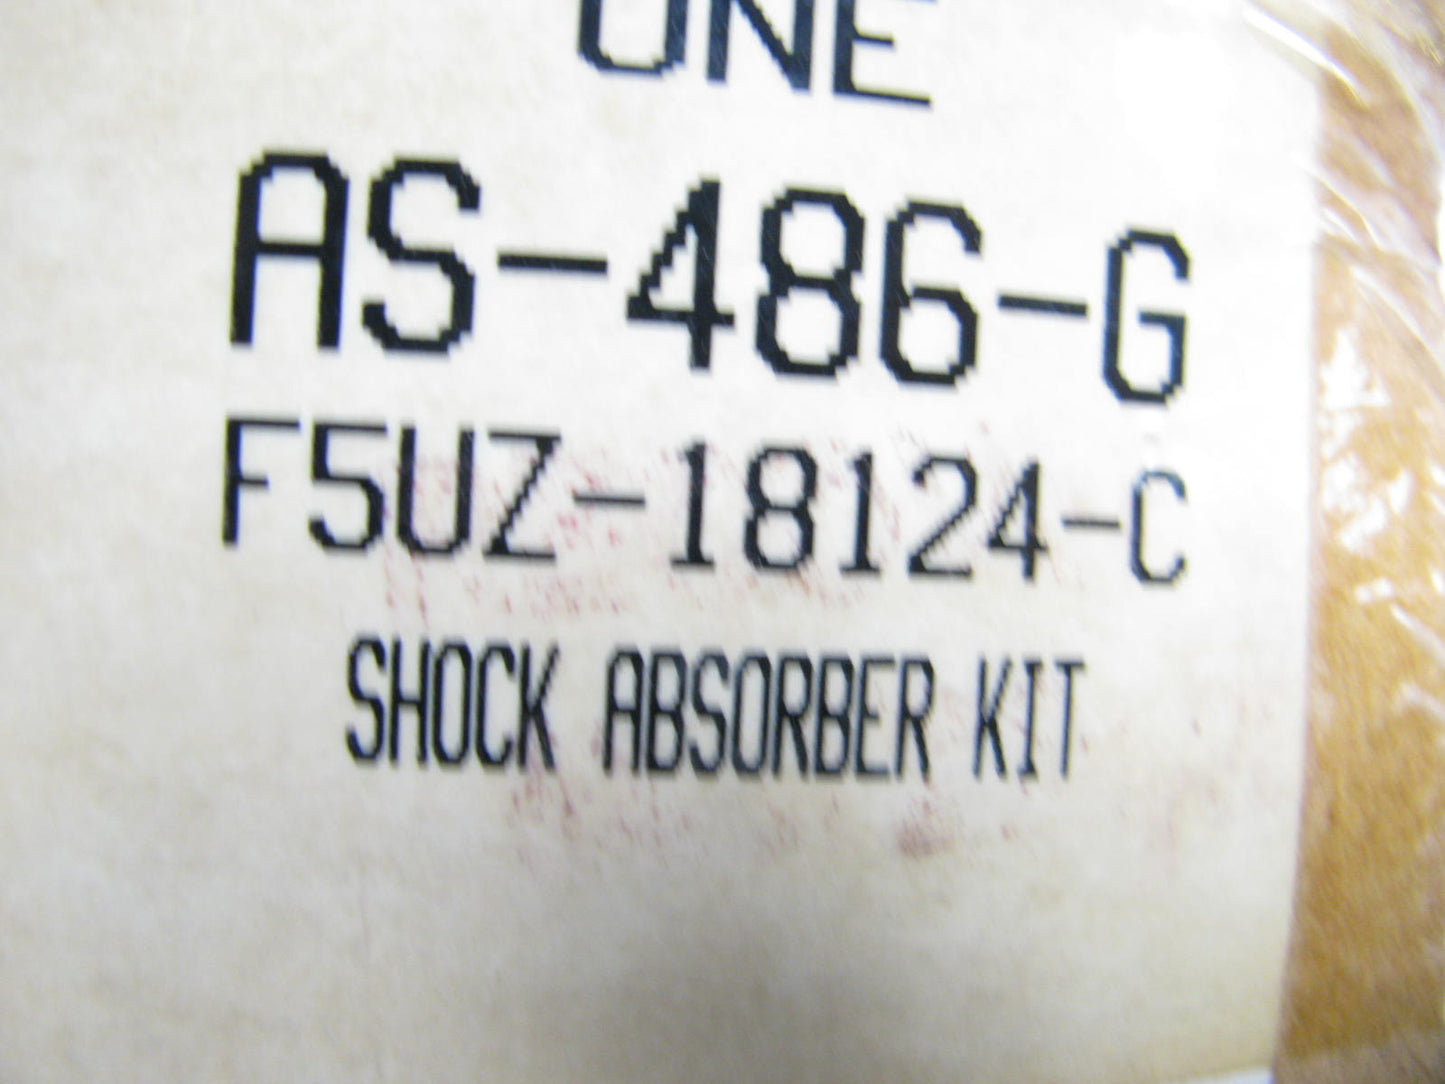 ONE
AS-486-G
F5UZ-18124-C
SHOCK ABSORBER KIT